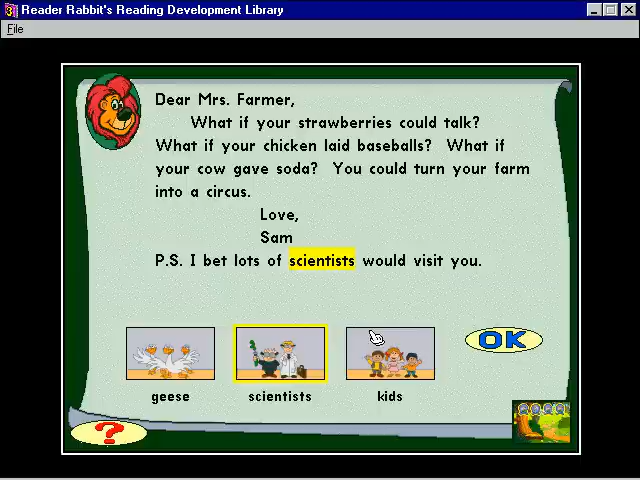 Reader Rabbit's Reading Development Library
File
Dear Mrs. Farmer,
What if your strawberries could talk?
What if your chicken laid baseballs? What if
your cow gave soda? You could turn your farm
into a circus.
Love,
Sam
P.S. I bet lots of scientists would visit you.
OK
geese scientists kids
?